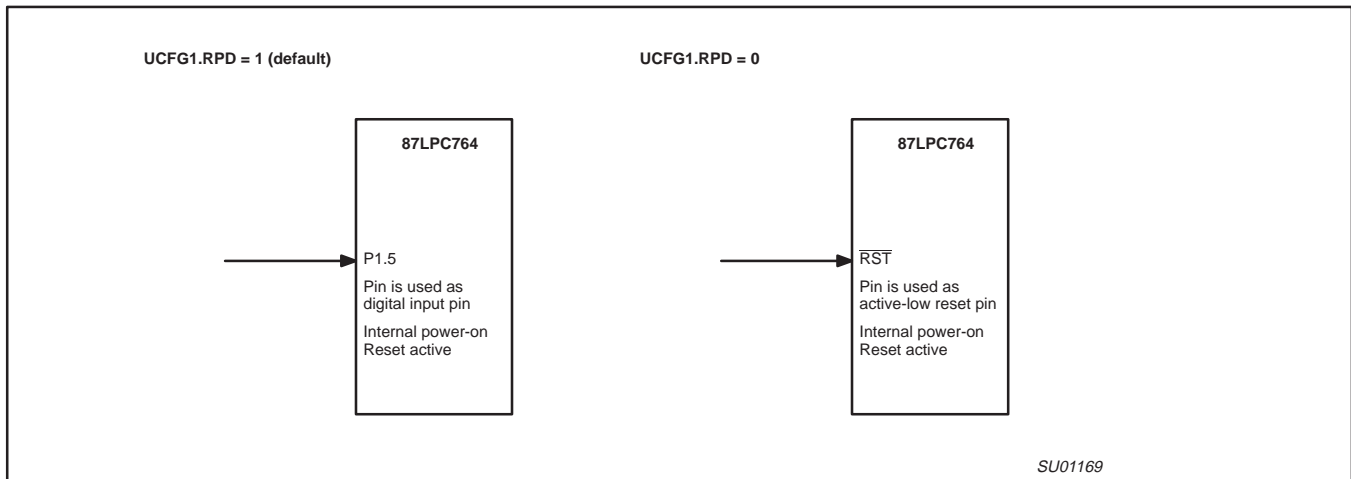 UCFG1.RPD = 1 (default)
UCFG1.RPD = 0
87LPC764
P1.5
Pin is used as
digital input pin
Internal power-on
Reset active
87LPC764
RST
Pin is used as
active-low reset pin
Internal power-on
Reset active
SU01169